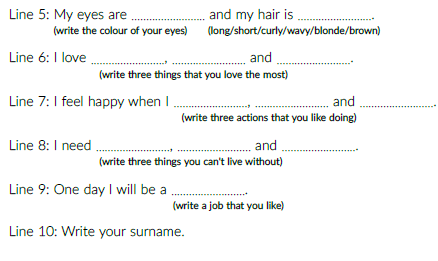 Line 5: My eyes are ........................ and my hair is ........................
(write the colour of your eyes) (long/short/curly/wavy/blonde/brown)
Line 6: I love ........................, ........................ and ........................
(write three things that you love the most)
Line 7: I feel happy when I ........................, ........................ and ........................
(write three actions that you like doing)
Line 8: I need ........................, ........................ and ........................
(write three things you can't live without)
Line 9: One day I will be a ........................
(write a job that you like)
Line 10: Write your surname.